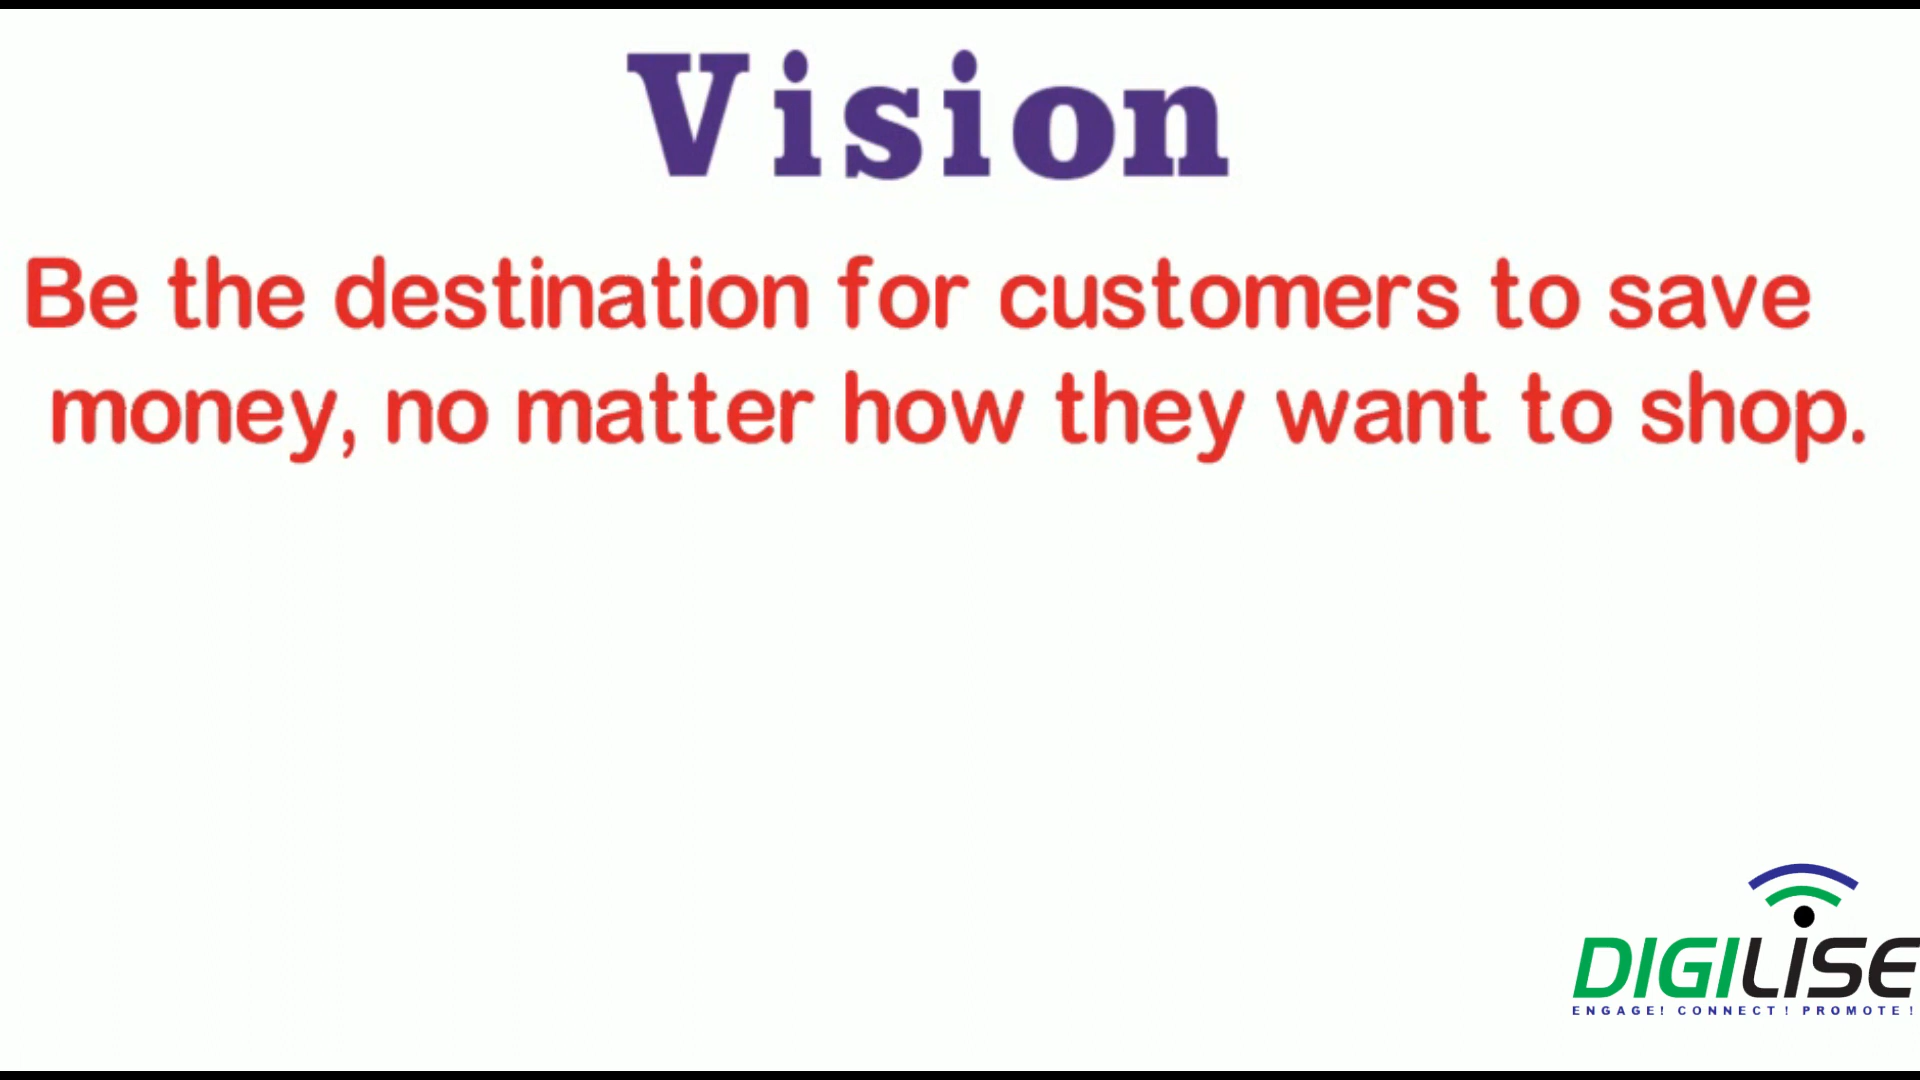 Vision
Be the destination for customers to save
money, no matter how they want to shop.
DIGILISE
ENGAGE! CONNECT! PROMOTE!